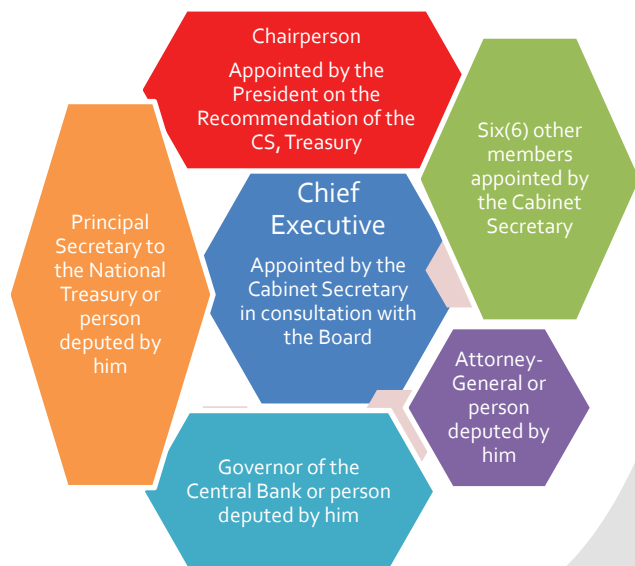 Chairperson
Appointed by the
President on the
Recommendation of the
CS, Treasury
Six(6) other
members
appointed by
the Cabinet
Secretary
Principal
Secretary to
the National
Treasury or
person
deputed by
him
Chief
Executive
Appointed by the
Cabinet Secretary
in consultation with
the Board
Attorney-
General or
person
deputed by
him
Governor of the
Central Bank or person
deputed by him